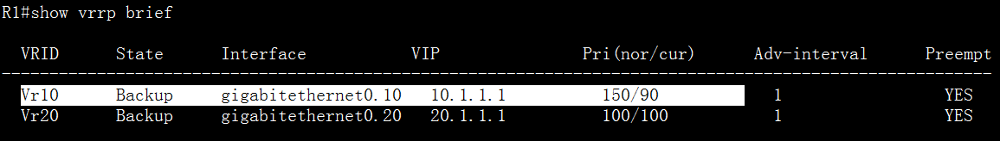 R1#show vrrp brief
VRID State Interface VIP Pri(nor/cur) Adv-interval Preempt
--------------------------------------------------------------------------------------------------------
Vr10 Backup gigabitethernet0.10 10.1.1.1 150/90 1 YES
Vr20 Backup gigabitethernet0.20 20.1.1.1 100/100 1 YES